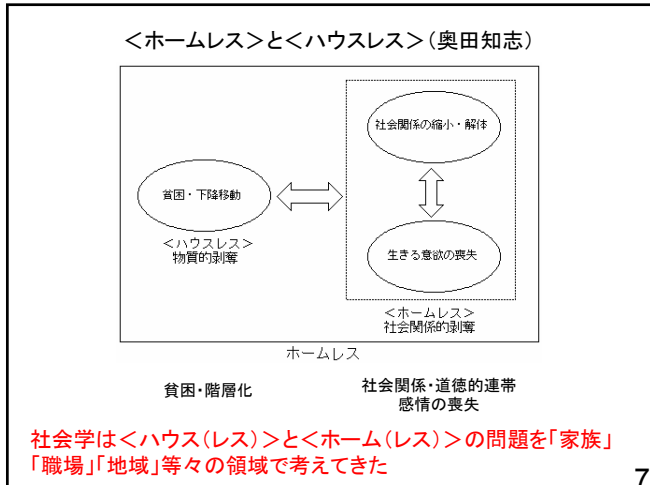 ＜ホームレス＞と＜ハウスレス＞（奥田知志）
社会関係の縮小・解体
貧困・下降移動
＜ハウスレス＞
物質的剥奪
生きる意欲の喪失
＜ホームレス＞
社会関係的剥奪
ホームレス
貧困・階層化
社会関係・道徳的連帯
感情の喪失
社会学は＜ハウス（レス）＞と＜ホーム（レス）＞の問題を「家族」
「職場」「地域」等々の領域で考えてきた
7